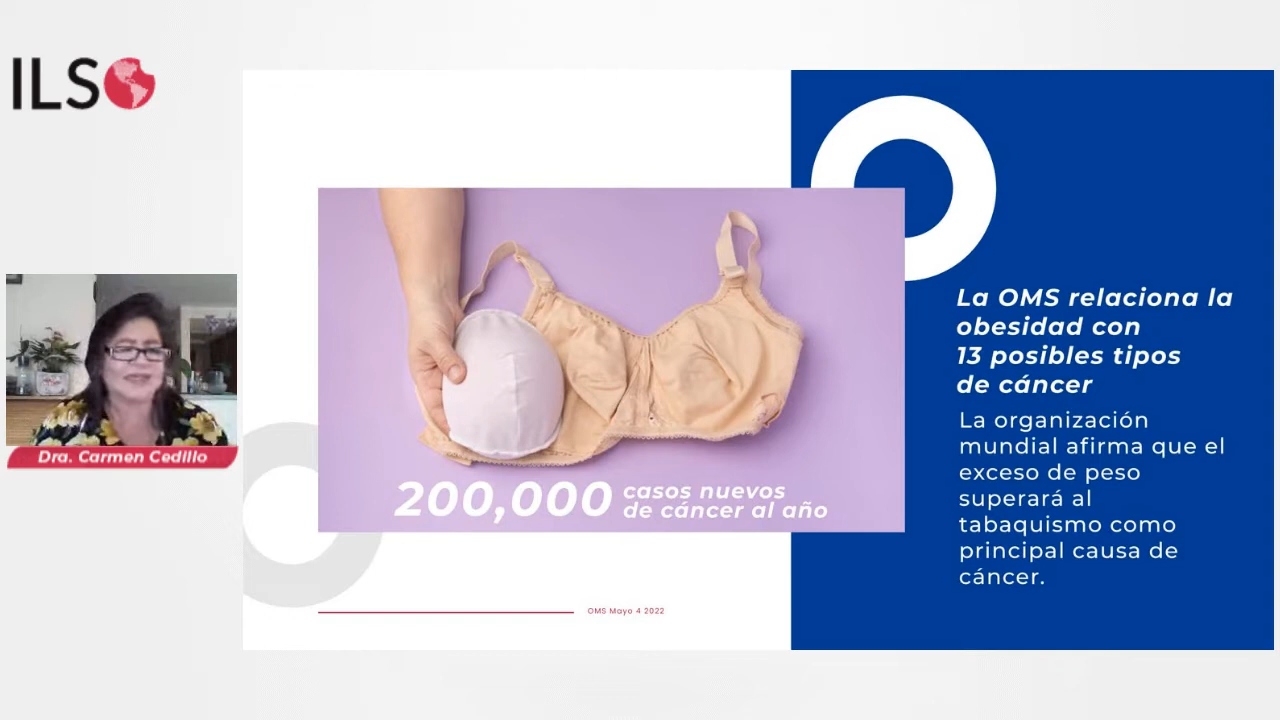 ILSO
Dra. Carmen Cedillo
200,000 casos nuevos
de cáncer al año
OMS Mayo 4 2022
La OMS relaciona la
obesidad con
13 posibles tipos
de cáncer
La organización
mundial afirma que el
exceso de peso
superará al
tabaquismo como
principal causa de
cáncer.